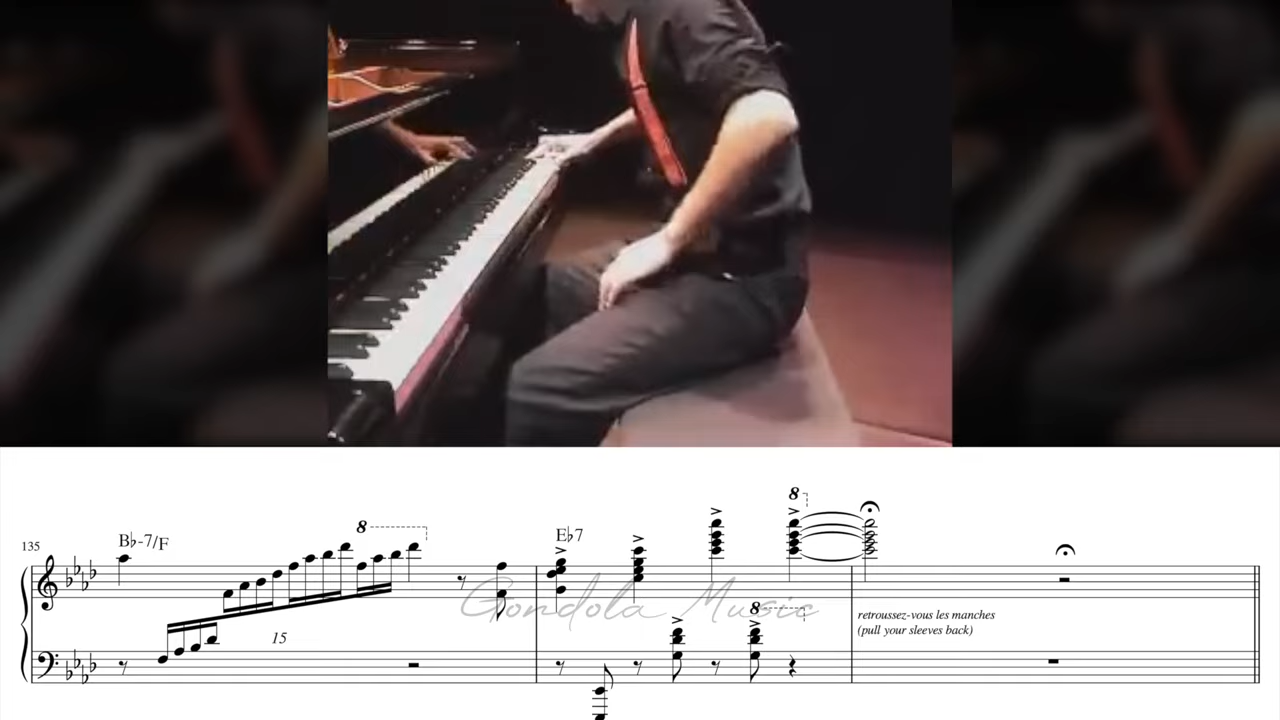 135
B♭-7/F
8
15
E♭7
8
8
Gondola Music
retroussez-vous les manches
(pull your sleeves back)